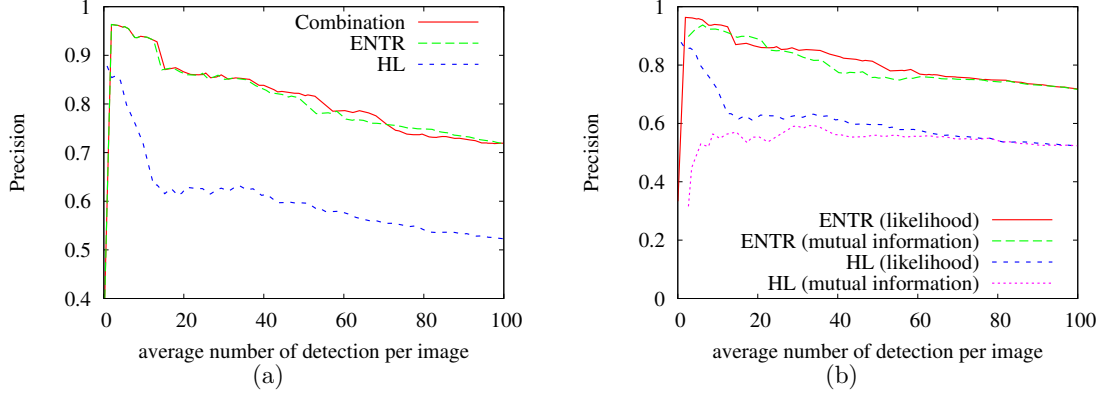 1
0.9
0.8
0.7
0.6
0.5
0.4
Precision
0 20 40 60 80 100
average number of detection per image
Combination
ENTR
HL
(a)
1
0.8
0.6
0.4
0.2
0
Precision
0 20 40 60 80 100
average number of detection per image
ENTR (likelihood)
ENTR (mutual information)
HL (likelihood)
HL (mutual information)
(b)